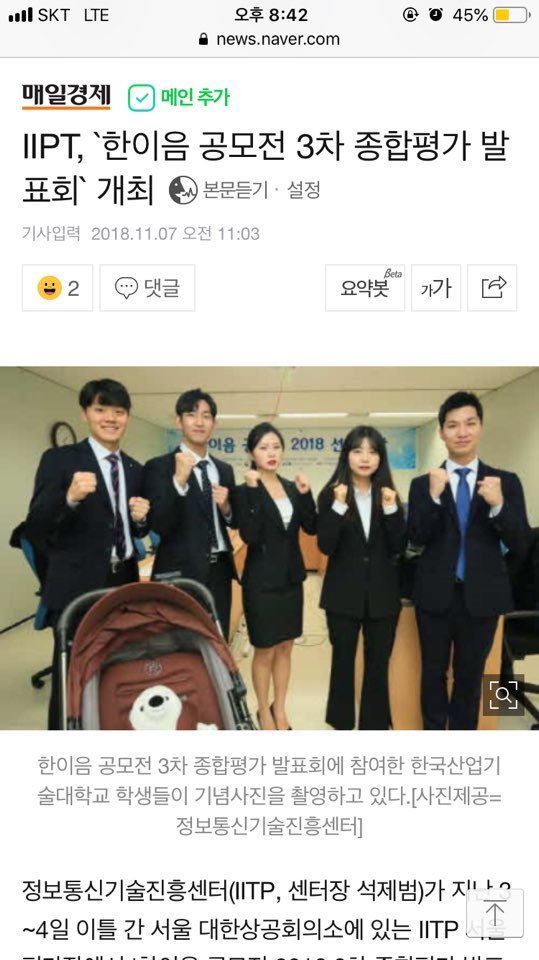 SKT LTE 오후 8:42 45%
news.naver.com
매일경제 메인 추가
IIPT, `한이음 공모전 3차 종합평가 발
표회` 개최 본문듣기 · 설정
기사입력 2018.11.07 오전 11:03
2 댓글 요약봇 Beta 가가
이음 공 2018
한이음 공모전 3차 종합평가 발표회에 참여한 한국산업기
술대학교 학생들이 기념사진을 촬영하고 있다.[사진제공=
정보통신기술진흥센터]
정보통신기술진흥센터(IITP, 센터장 석제범)가 지난 3
~4일 이틀 간 서울 대한상공회의소에 있는 IITP 서울